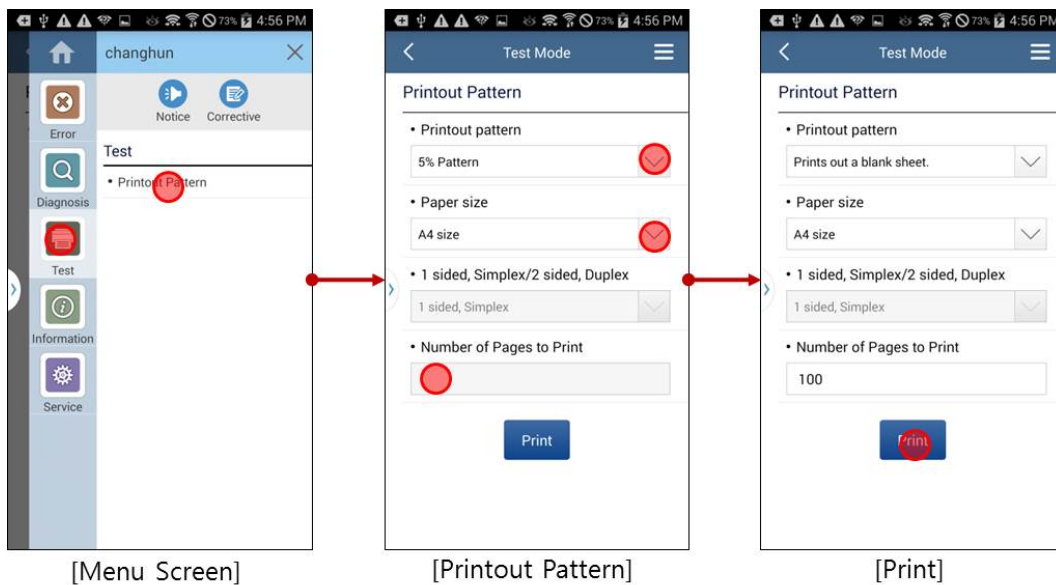 73% 4:56 PM
changhun
Notice Corrective
Error
Test
Diagnosis
• Printout Pattern
Test
Information
Service
[Menu Screen]
73% 4:56 PM
Test Mode
Printout Pattern
• Printout pattern
5% Pattern
• Paper size
A4 size
• 1 sided, Simplex/2 sided, Duplex
1 sided, Simplex
• Number of Pages to Print
Print
[Printout Pattern]
73% 4:56 PM
Test Mode
Printout Pattern
• Printout pattern
Prints out a blank sheet.
• Paper size
A4 size
• 1 sided, Simplex/2 sided, Duplex
1 sided, Simplex
• Number of Pages to Print
100
Print
[Print]